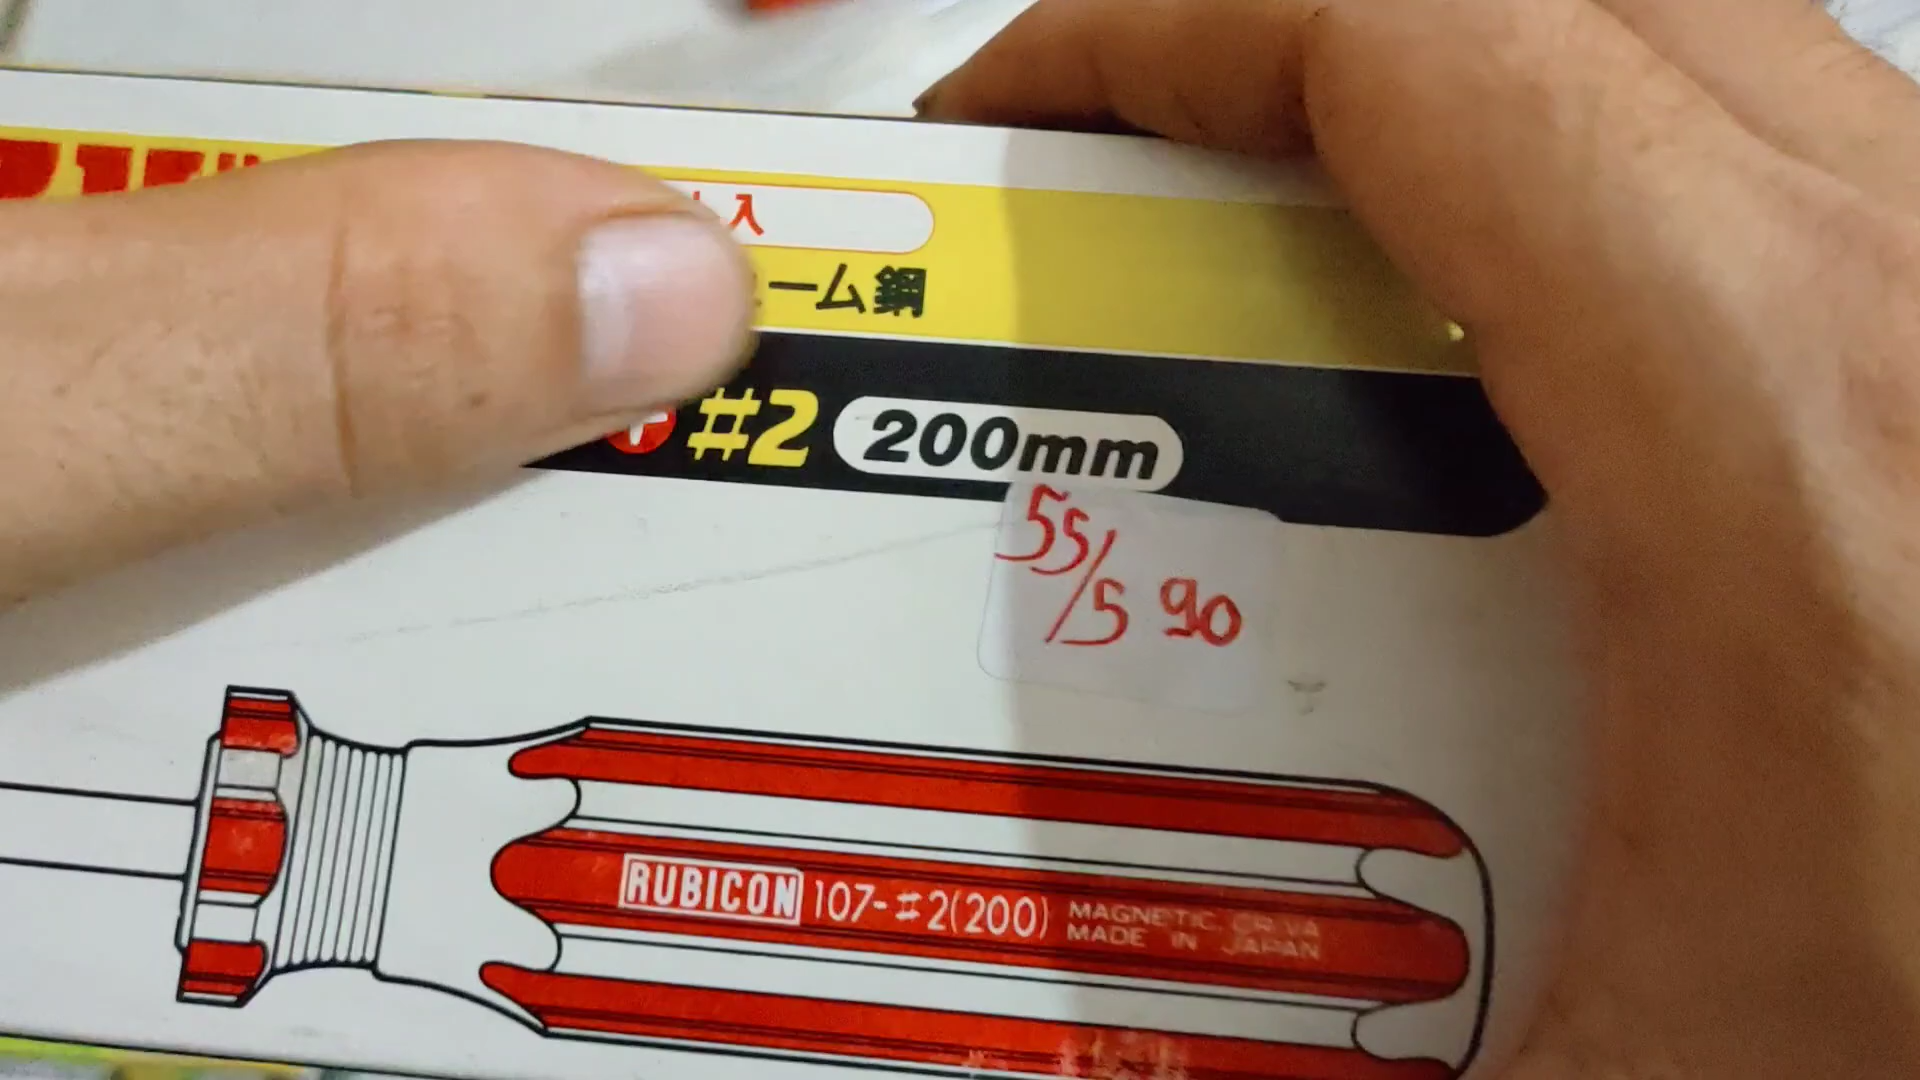 入
ーム鋼
#2 200mm
55/5 90
RUBICON 107-#2(200) MAGNETIC. CR.VA
MADE IN JAPAN